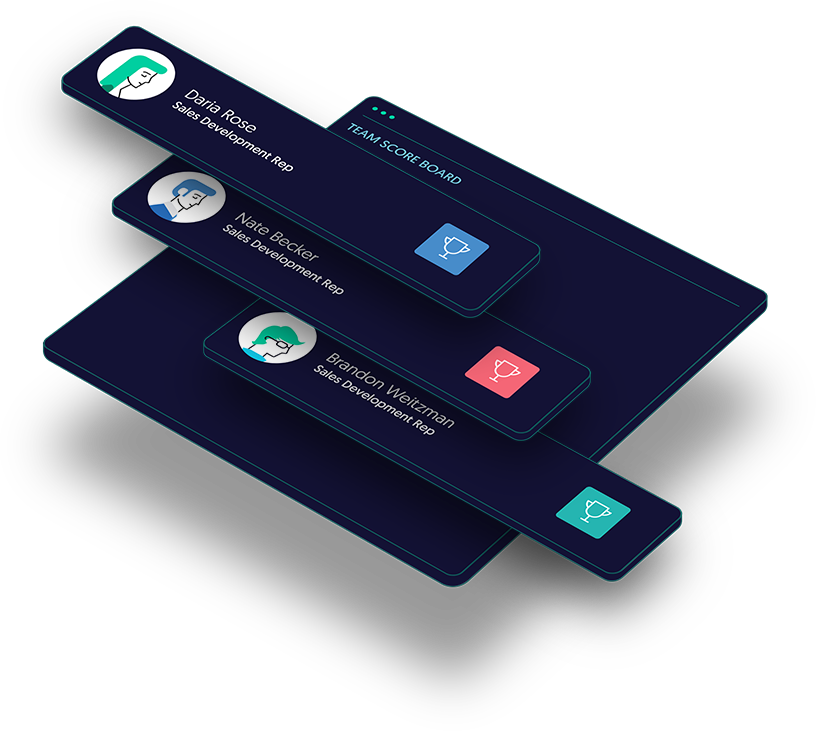 TEAM SCORE BOARD
Daria Rose
Sales Development Rep
Nate Becker
Sales Development Rep
Brandon Weitzman
Sales Development Rep